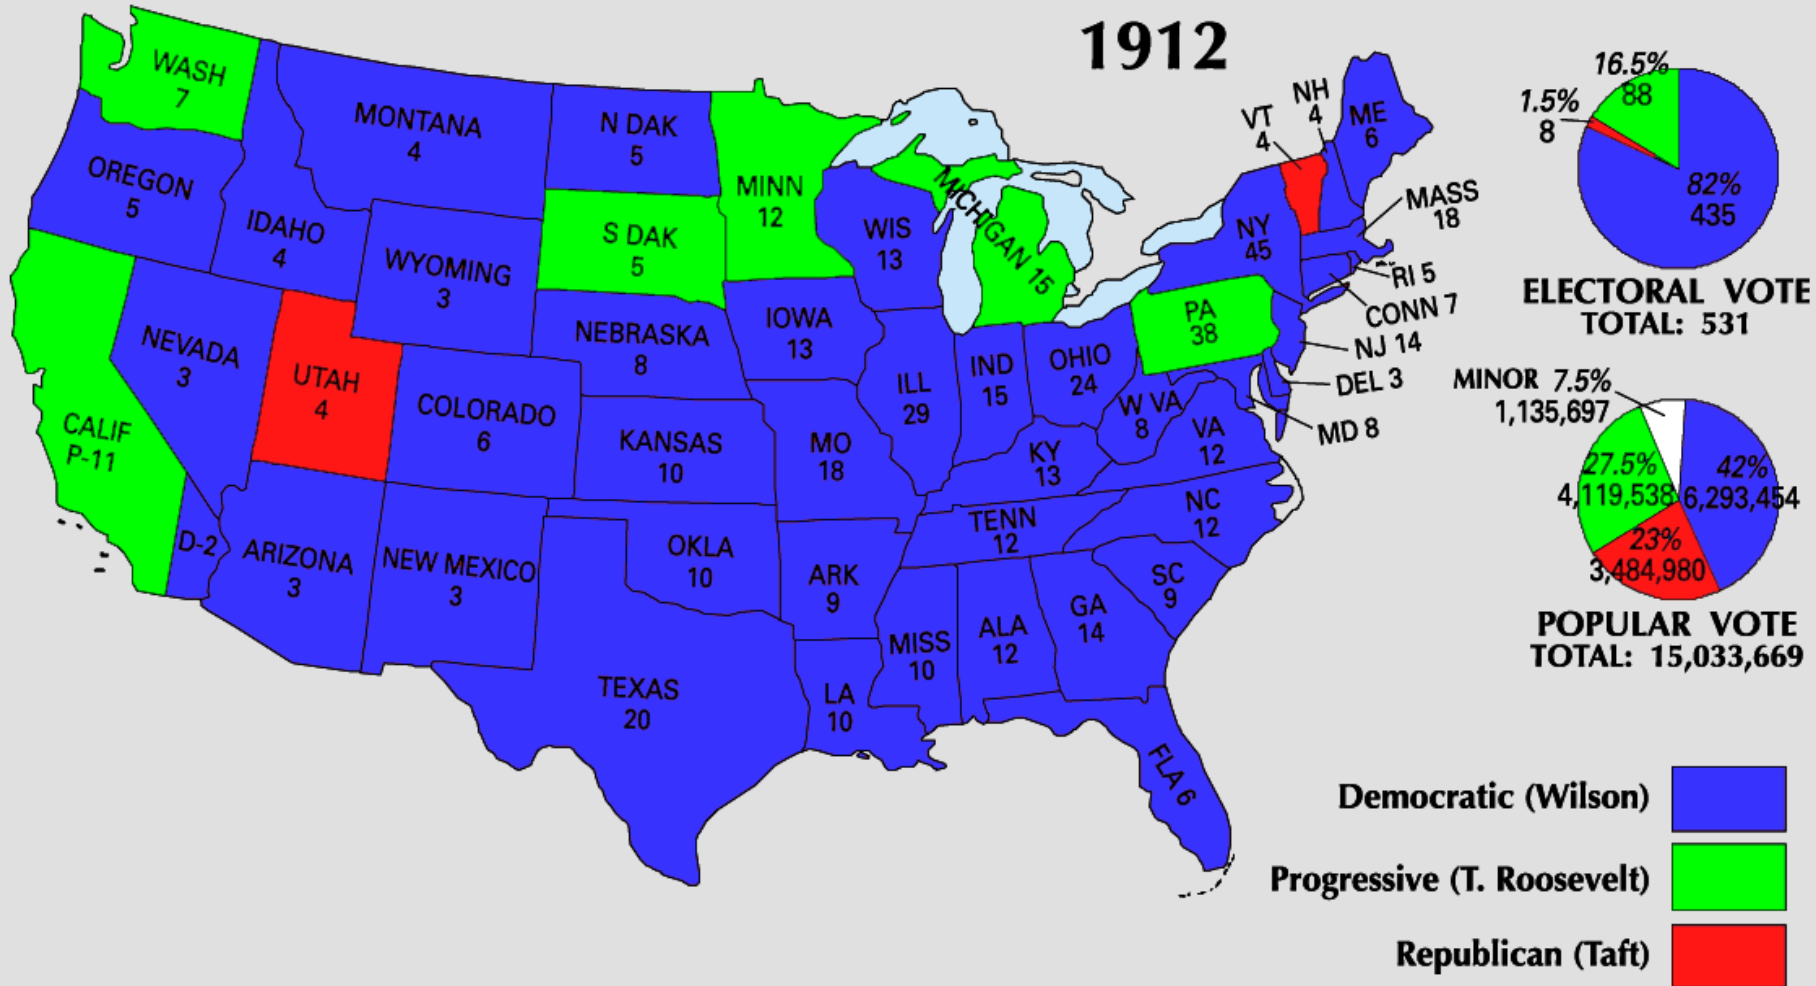 1912
WASH
7
OREGON
5
CALIF
P-11
D-2
IDAHO
4
NEVADA
3
UTAH
4
ARIZONA
3
MONTANA
4
WYOMING
3
COLORADO
6
NEW MEXICO
3
N DAK
5
S DAK
5
NEBRASKA
8
KANSAS
10
OKLA
10
TEXAS
20
MINN
12
IOWA
13
MO
18
ARK
9
LA
10
WIS
13
ILL
29
MICHIGAN 15
IND
15
OHIO
24
KY
13
TENN
12
MISS
10
ALA
12
GA
14
FLA 6
SC
9
NC
12
VA
12
W VA
8
PA
38
NY
45
VT
4
NH
4
ME
6
MASS
18
RI 5
CONN 7
NJ 14
DEL 3
MD 8
16.5%
88
1.5%
8
82%
435
ELECTORAL VOTE
TOTAL: 531
MINOR 7.5%
1,135,697
27.5%
4,119,538
42%
6,293,454
23%
3,484,980
POPULAR VOTE
TOTAL: 15,033,669
Democratic (Wilson)
Progressive (T. Roosevelt)
Republican (Taft)